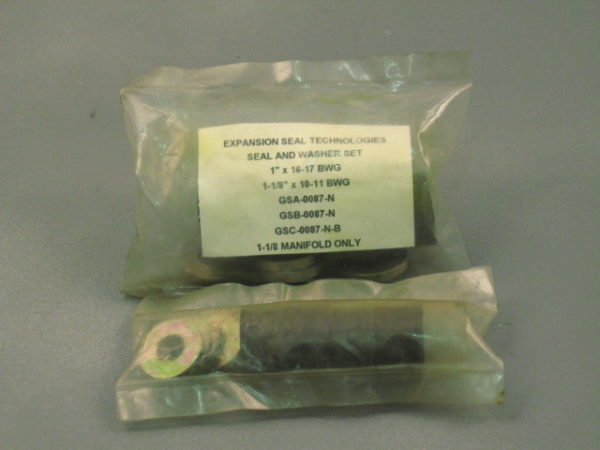 EXPANSION SEAL TECHNOLOGIES
SEAL AND WASHER SET
1" x 16-17 BWG
1-1/8" x 10-11 BWG
GSA-0087-N
GSB-0087-N
GSC-0087-N-B
1-1/8 MANIFOLD ONLY